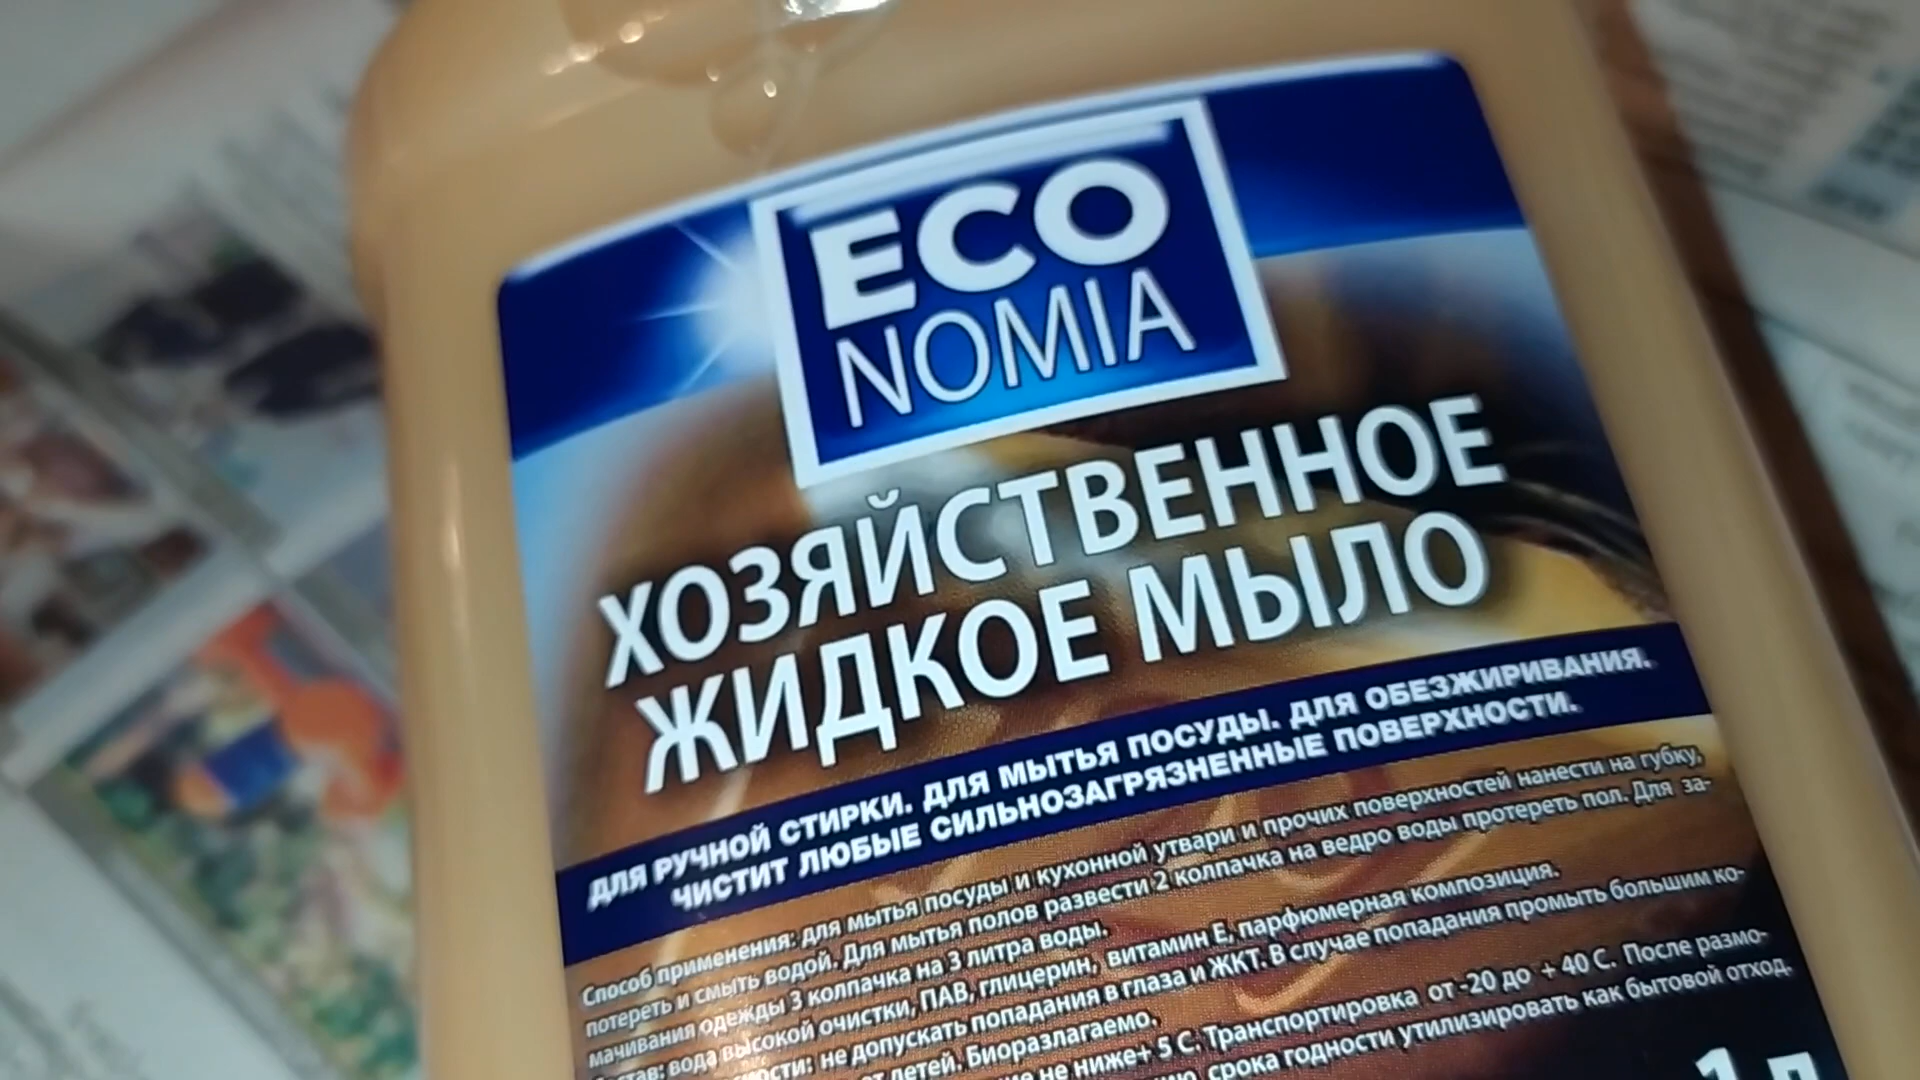 ECO
NOMIA
ХОЗЯЙСТВЕННОЕ
ЖИДКОЕ МЫЛО
ДЛЯ РУЧНОЙ СТИРКИ. ДЛЯ МЫТЬЯ ПОСУДЫ. ДЛЯ ОБЕЗЖИРИВАНИЯ.
ЧИСТИТ ЛЮБЫЕ СИЛЬНОЗАГРЯЗНЕННЫЕ ПОВЕРХНОСТИ.
Способ применения: для мытья посуды и кухонной утвари и прочих поверхностей нанести на губку,
потереть и смыть водой. Для мытья полов развести 2 колпачка на ведро воды протереть пол. Для за-
мачивания одежды 3 колпачка на 3 литра воды.
вода высокой очистки, ПАВ, глицерин, витамин Е, парфюмерная композиция.
не допускать попадания в глаза и ЖКТ. В случае попадания промыть большим ко-
от детей. Биоразлагаемо.
не ниже+ 5 С. Транспортировка от -20 до + 40 С. После размо-
срока годности утилизировать как бытовой отход.
1 л